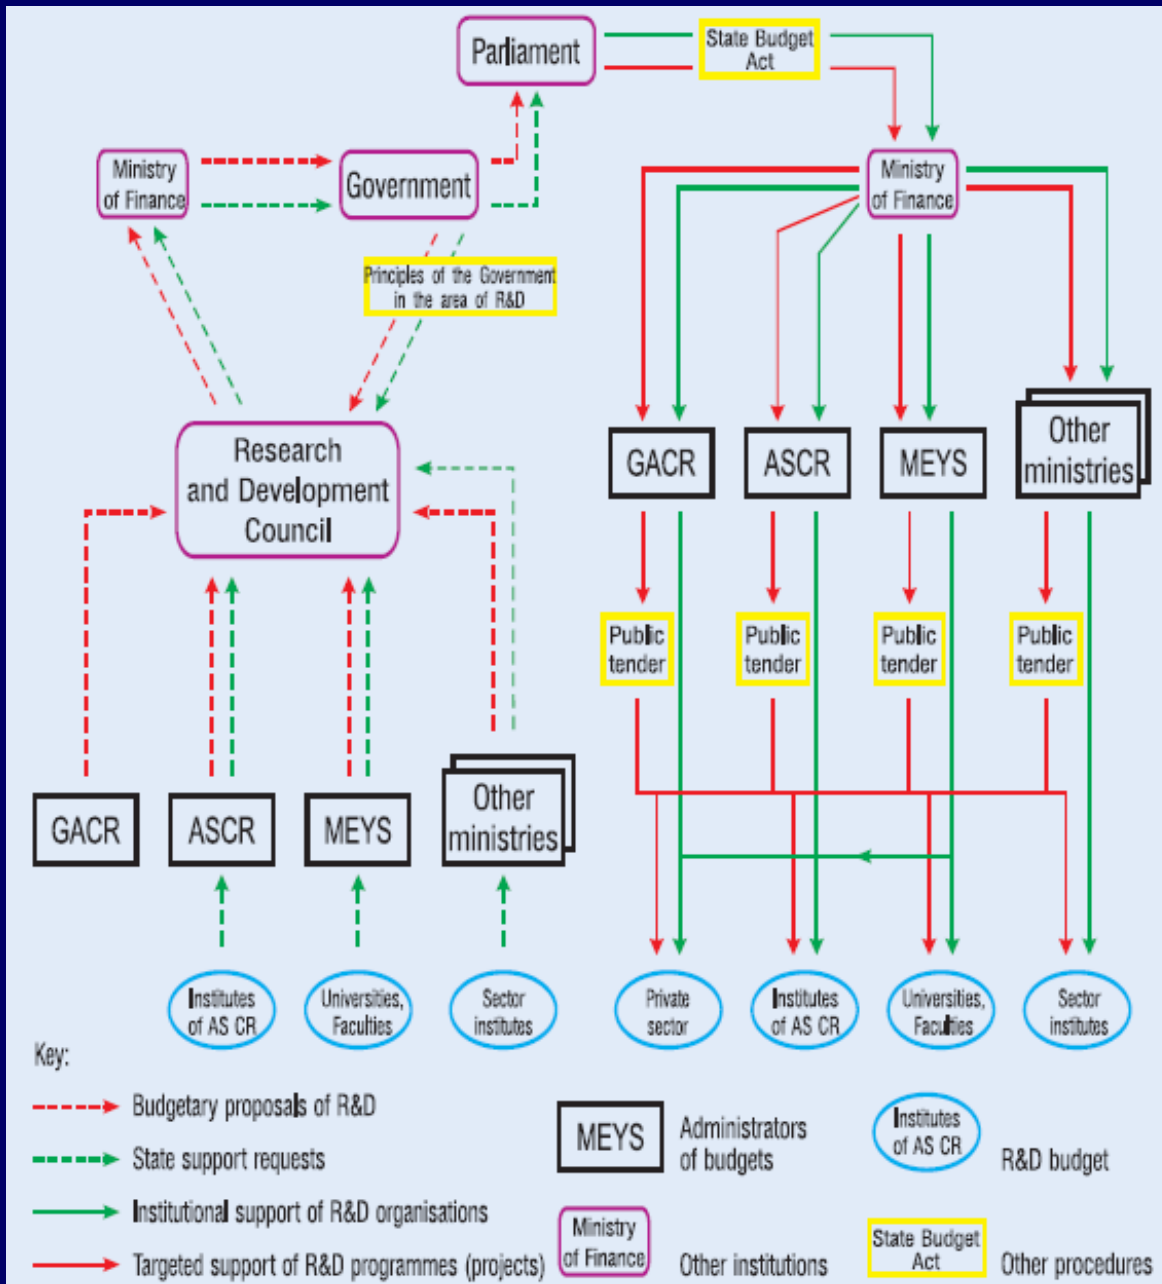 Parliament
State Budget
Act
Ministry
of Finance
Government
Ministry
of Finance
Principles of the Government
in the area of R&D
Research
and Development
Council
GACR
ASCR
MEYS
Other
ministries
Public
tender
Public
tender
Public
tender
Public
tender
GACR
ASCR
MEYS
Other
ministries
Institutes
of AS CR
Universities,
Faculties
Sector
institutes
Private
sector
Institutes
of AS CR
Universities,
Faculties
Sector
institutes
Key:
Budgetary proposals of R&D
State support requests
Institutional support of R&D organisations
Targeted support of R&D programmes (projects)
MEYS
Administrators
of budgets
Ministry
of Finance
Other institutions
Institutes
of AS CR
R&D budget
State Budget
Act
Other procedures